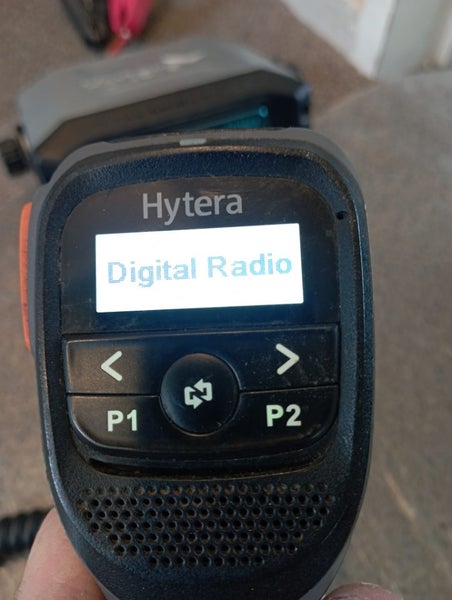 Hytera
Digital Radio
< >
P1 P2